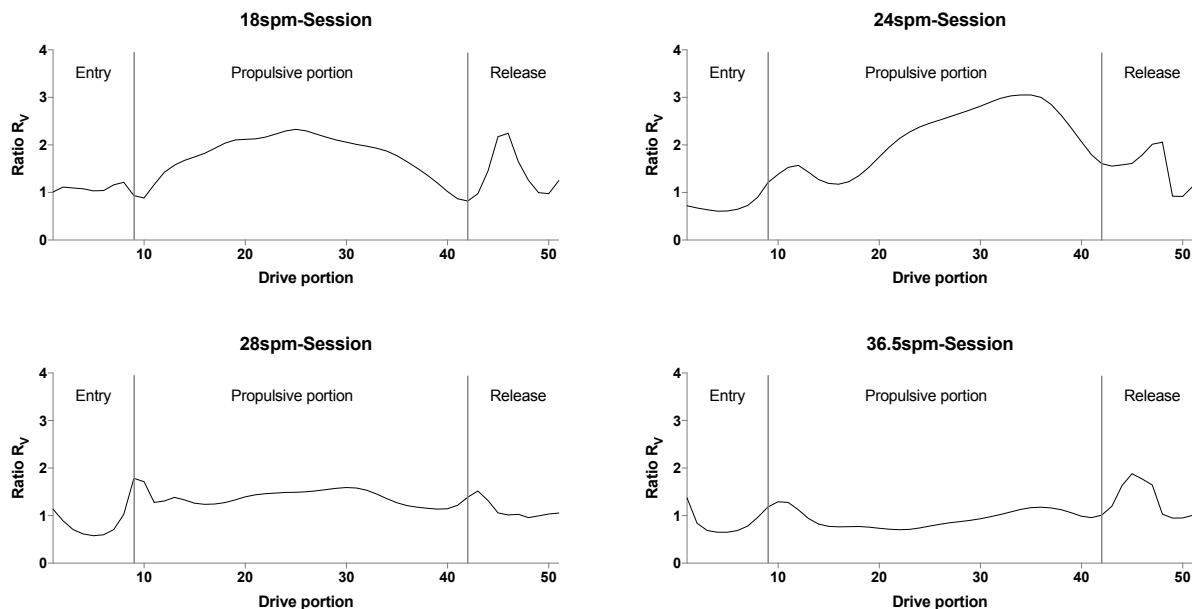 18spm-Session
4
3
2
1
0
Ratio Rv
Entry
Propulsive portion
Release
10
20
30
40
50
Drive portion
24spm-Session
4
3
2
1
0
Ratio Rv
Entry
Propulsive portion
Release
10
20
30
40
50
Drive portion
28spm-Session
4
3
2
1
0
Ratio Rv
Entry
Propulsive portion
Release
10
20
30
40
50
Drive portion
36.5spm-Session
4
3
2
1
0
Ratio Rv
Entry
Propulsive portion
Release
10
20
30
40
50
Drive portion